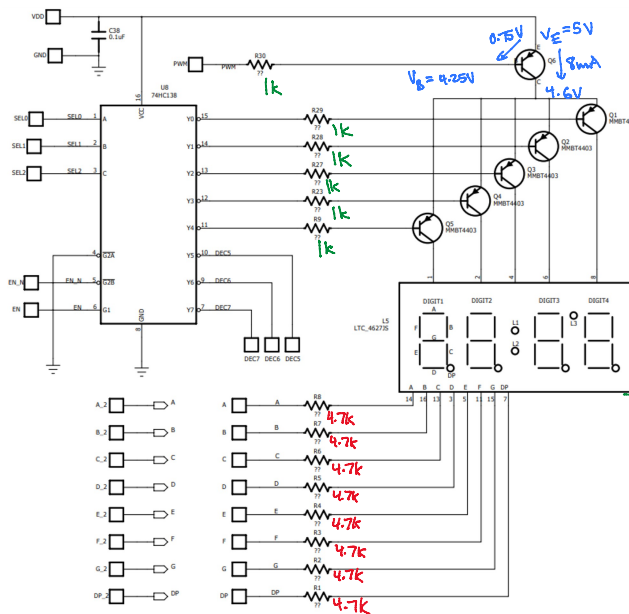 VDD
C38
0.1uF
GND
PWM
PWM
R30
??
1k
0.75V
V_E = 5V
E
Q6
C
8mA
V_B = 4.25V
4.6V
U8
74HC138
16
VCC
SEL0 SEL0 1 A
Y0 15
R29
??
1k
Q1
MMBT4403
SEL1 SEL1 2 B
Y1 14
R28
??
1k
Q2
MMBT4403
SEL2 SEL2 3 C
Y2 13
R27
??
1k
Q3
MMBT4403
Y3 12
R23
??
1k
Q4
MMBT4403
Y4 11
R9
??
1k
Q5
MMBT4403
4 G2A
Y5 10 DEC5
EN_N EN_N 5 G2B
Y6 9 DEC6
EN EN 6 G1
Y7 7 DEC7
GND
8
DEC7 DEC6 DEC5
1 2 4 6 8
L5
LTC_4627JS
DIGIT1 DIGIT2 DIGIT3 DIGIT4
A
F B
G
E C
D DP
L1
L2
L3
A B C D E F G DP
14 16 13 3 5 11 15 7
A_2 A A A R8
??
4.7k
B_2 B B B R7
??
4.7k
C_2 C C C R6
??
4.7k
D_2 D D D R5
??
4.7k
E_2 E E E R4
??
4.7k
F_2 F F F R3
??
4.7k
G_2 G G G R2
??
4.7k
DP_2 DP DP DP R1
??
4.7k